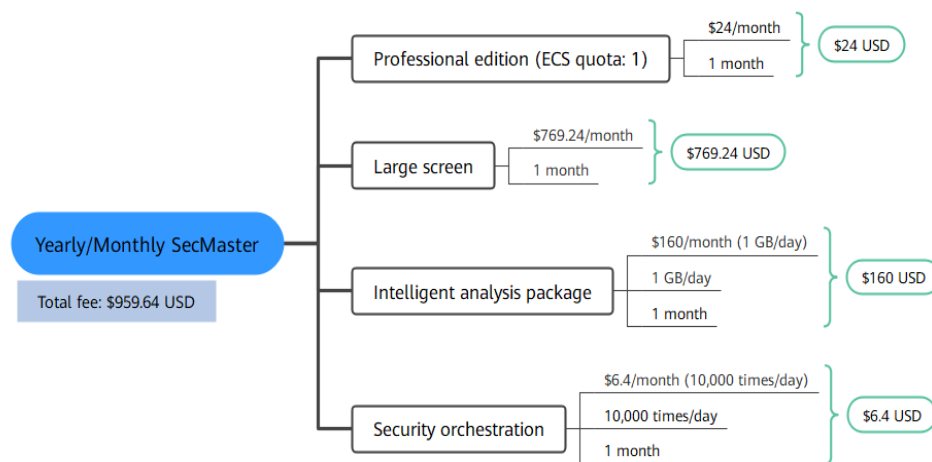 Yearly/Monthly SecMaster
Total fee: $959.64 USD
Professional edition (ECS quota: 1)
$24/month
1 month
$24 USD
Large screen
$769.24/month
1 month
$769.24 USD
Intelligent analysis package
$160/month (1 GB/day)
1 GB/day
1 month
$160 USD
Security orchestration
$6.4/month (10,000 times/day)
10,000 times/day
1 month
$6.4 USD